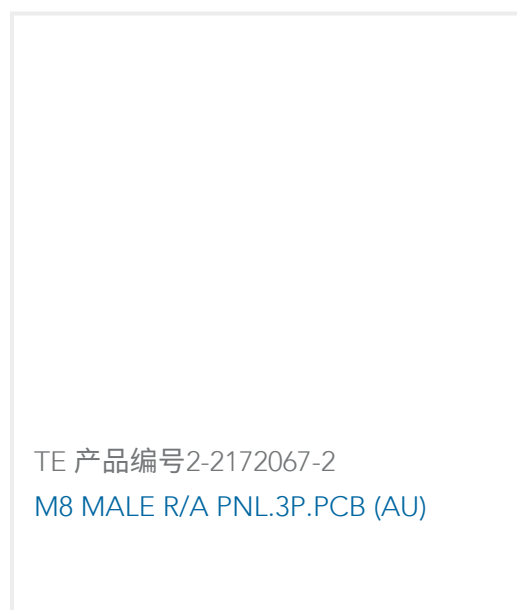 TE 产品编号2-2172067-2
M8 MALE R/A PNL.3P.PCB (AU)